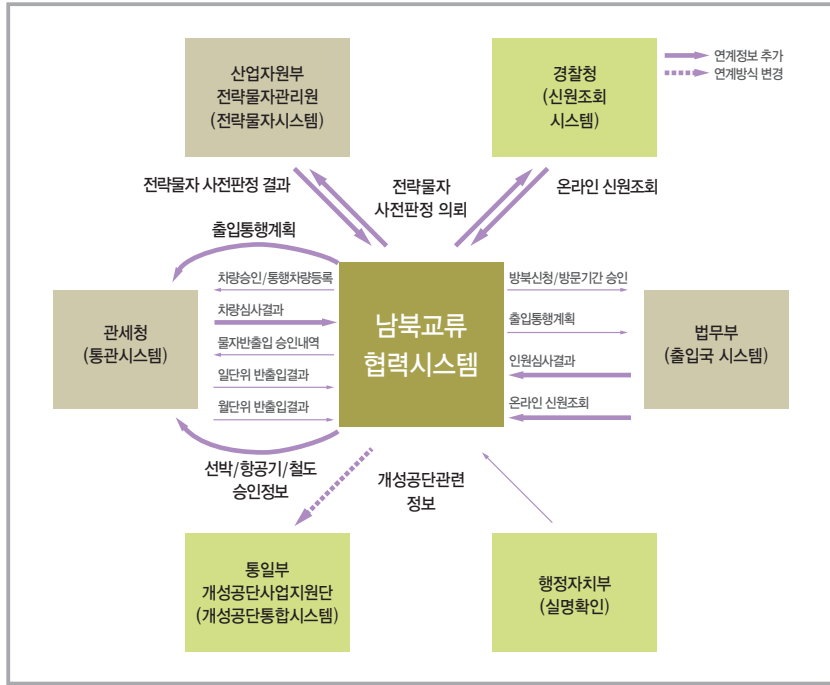 산업자원부
전략물자관리원
(전략물자시스템)
경찰청
(신원조회
시스템)
연계정보 추가
연계방식 변경
전략물자 사전판정 결과
전략물자
사전판정 의뢰
온라인 신원조회
출입통행계획
관세청
(통관시스템)
차량승인/통행차량등록
차량심사결과
물자반출입 승인내역
일단위 반출입결과
월단위 반출입결과
남북교류
협력시스템
방북신청/방문기간 승인
출입통행계획
인원심사결과
온라인 신원조회
법무부
(출입국 시스템)
선박/항공기/철도
승인정보
개성공단관련
정보
통일부
개성공단사업지원단
(개성공단통합시스템)
행정자치부
(실명확인)